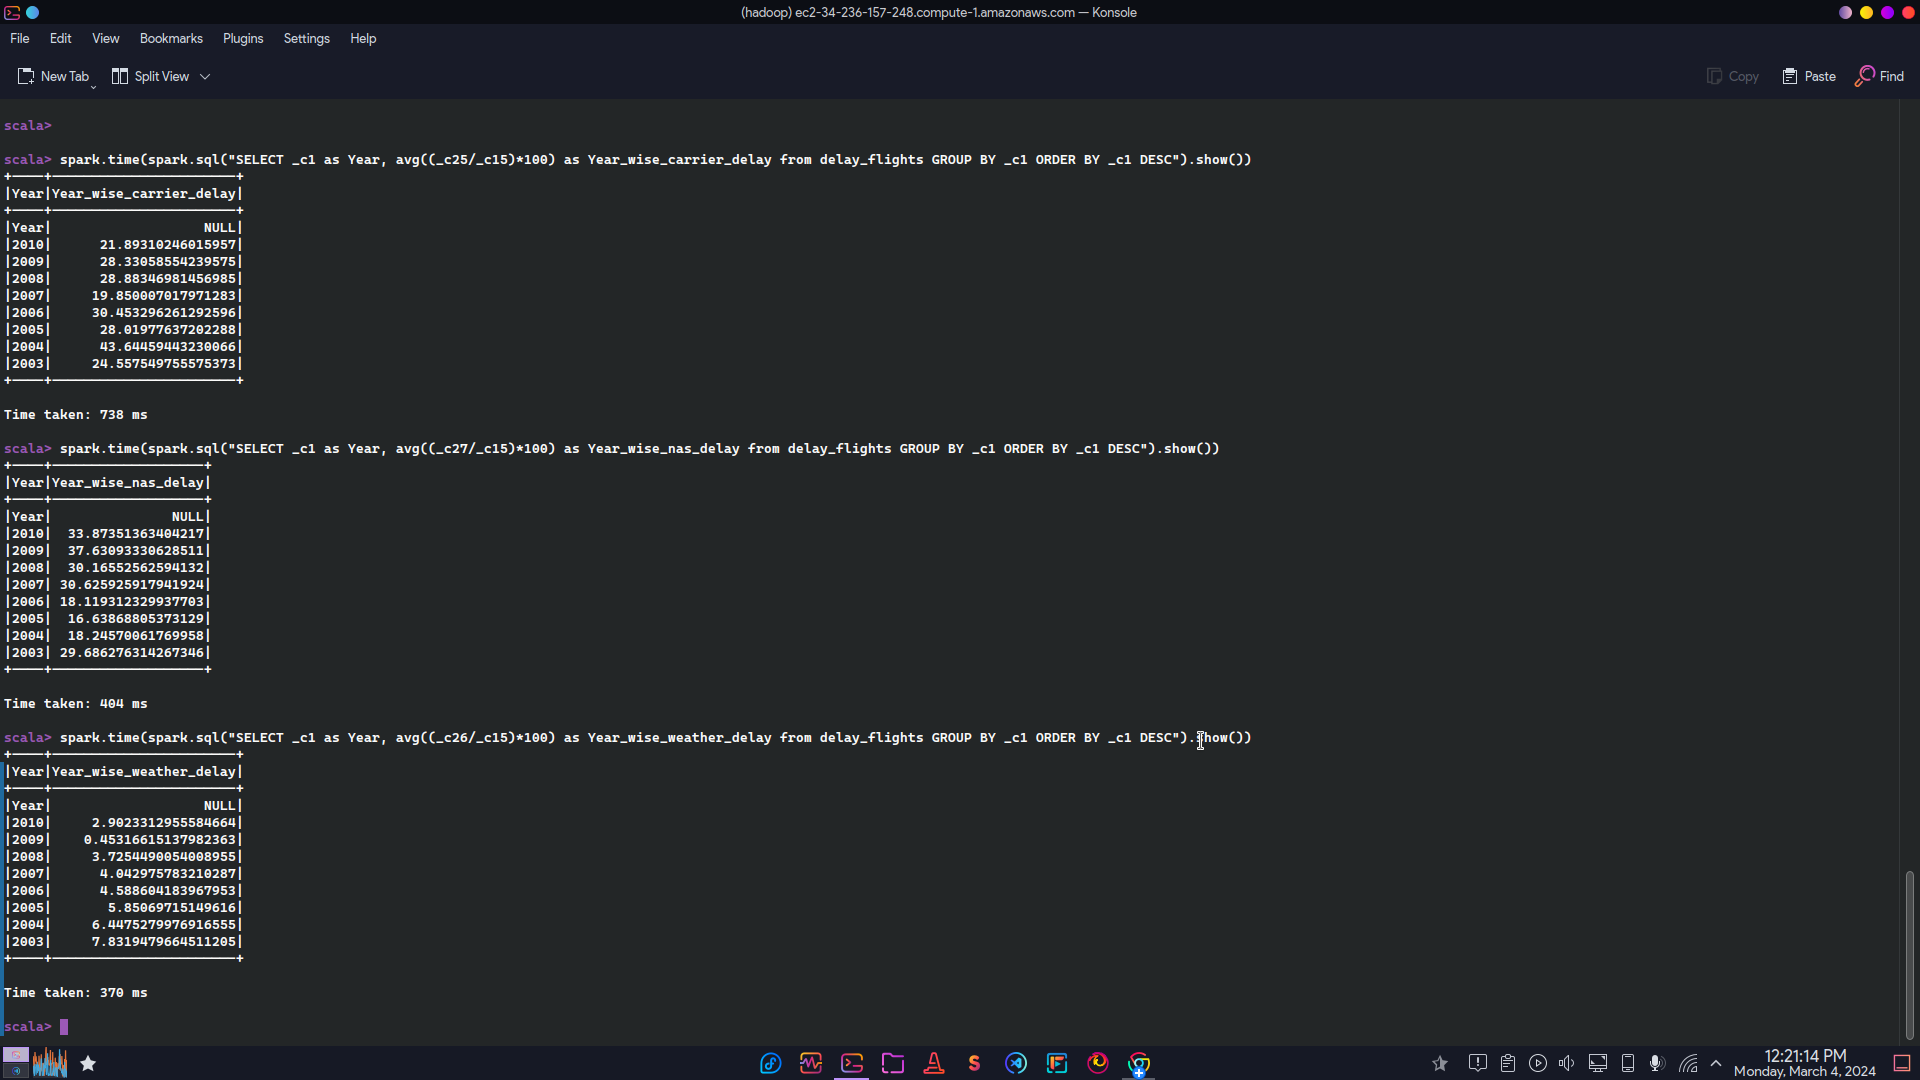 (hadoop) ec2-34-236-157-248.compute-1.amazonaws.com — Konsole
File Edit View Bookmarks Plugins Settings Help
New Tab Split View Copy Paste Find
scala>
scala> spark.time(spark.sql("SELECT _c1 as Year, avg((_c25/_c15)*100) as Year_wise_carrier_delay from delay_flights GROUP BY _c1 ORDER BY _c1 DESC").show())
+----+-----------------------+
|Year|Year_wise_carrier_delay|
+----+-----------------------+
|Year|                   NULL|
|2010|      21.89310246015957|
|2009|      28.33058554239575|
|2008|      28.88346981456985|
|2007|     19.850007017971283|
|2006|     30.453296261292596|
|2005|      28.01977637202288|
|2004|      43.64459443230066|
|2003|     24.557549755575373|
+----+-----------------------+
Time taken: 738 ms
scala> spark.time(spark.sql("SELECT _c1 as Year, avg((_c27/_c15)*100) as Year_wise_nas_delay from delay_flights GROUP BY _c1 ORDER BY _c1 DESC").show())
+----+-------------------+
|Year|Year_wise_nas_delay|
+----+-------------------+
|Year|               NULL|
|2010|  33.87351363404217|
|2009|  37.63093330628511|
|2008|  30.16552562594132|
|2007| 30.625925917941924|
|2006| 18.119312329937703|
|2005|  16.63868805373129|
|2004|  18.24570061769958|
|2003| 29.686276314267346|
+----+-------------------+
Time taken: 404 ms
scala> spark.time(spark.sql("SELECT _c1 as Year, avg((_c26/_c15)*100) as Year_wise_weather_delay from delay_flights GROUP BY _c1 ORDER BY _c1 DESC").show())
+----+-----------------------+
|Year|Year_wise_weather_delay|
+----+-----------------------+
|Year|                   NULL|
|2010|     2.9023312955584664|
|2009|    0.45316615137982363|
|2008|     3.7254490054008955|
|2007|      4.042975783210287|
|2006|      4.588604183967953|
|2005|       5.85069715149616|
|2004|     6.4475279976916555|
|2003|     7.8319479664511205|
+----+-----------------------+
Time taken: 370 ms
scala>
12:21:14 PM
Monday, March 4, 2024